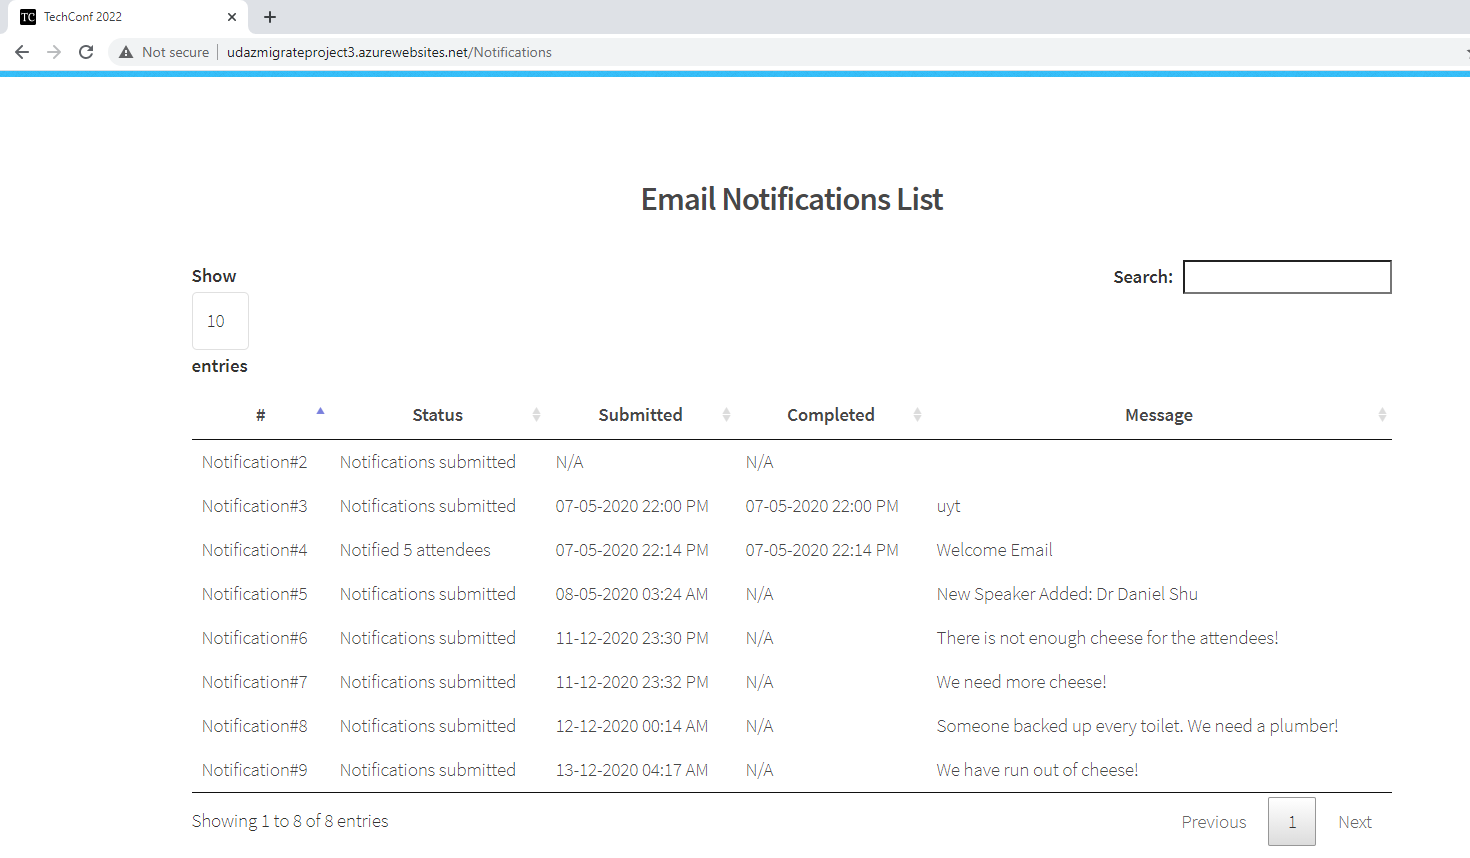 TC TechConf 2022
Not secure udazmigrateproject3.azurewebsites.net/Notifications
Email Notifications List
Show
10
entries
Search:
# Status Submitted Completed Message
Notification#2 Notifications submitted N/A N/A
Notification#3 Notifications submitted 07-05-2020 22:00 PM 07-05-2020 22:00 PM uyt
Notification#4 Notified 5 attendees 07-05-2020 22:14 PM 07-05-2020 22:14 PM Welcome Email
Notification#5 Notifications submitted 08-05-2020 03:24 AM N/A New Speaker Added: Dr Daniel Shu
Notification#6 Notifications submitted 11-12-2020 23:30 PM N/A There is not enough cheese for the attendees!
Notification#7 Notifications submitted 11-12-2020 23:32 PM N/A We need more cheese!
Notification#8 Notifications submitted 12-12-2020 00:14 AM N/A Someone backed up every toilet. We need a plumber!
Notification#9 Notifications submitted 13-12-2020 04:17 AM N/A We have run out of cheese!
Showing 1 to 8 of 8 entries
Previous 1 Next